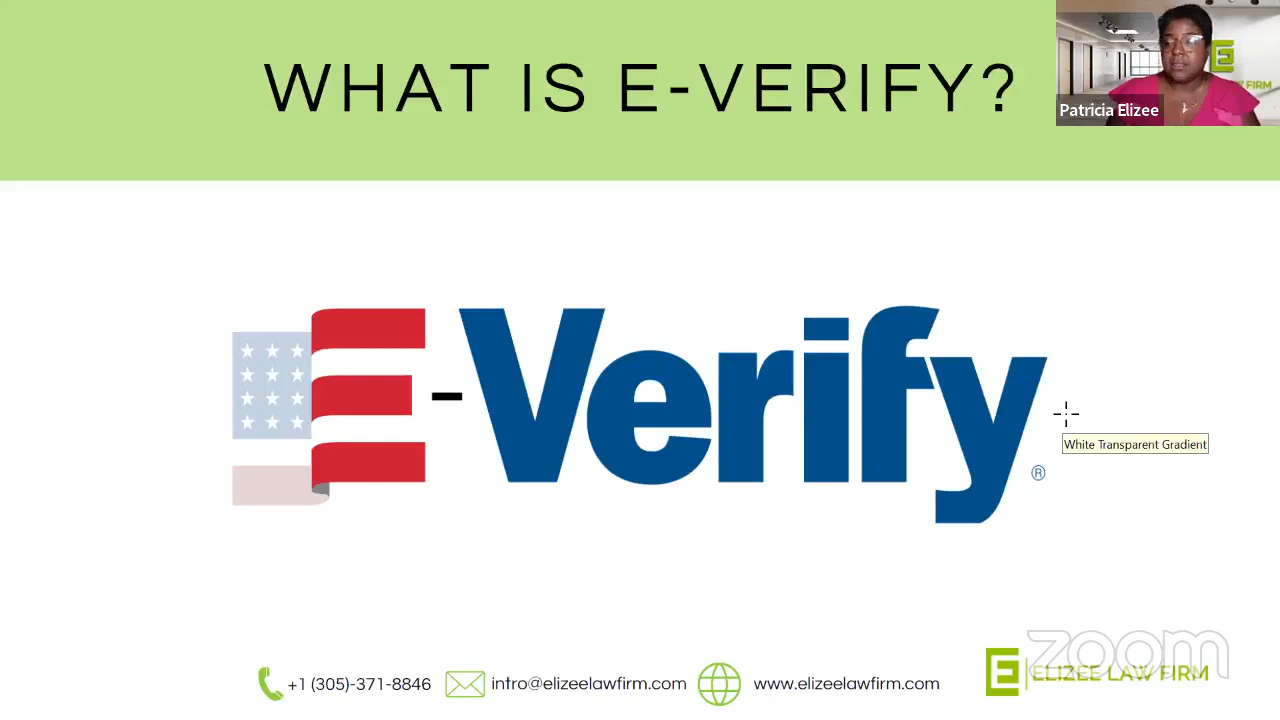 WHAT IS E-VERIFY?
E
W FIRM
Patricia Elizee
E-Verify®
White Transparent Gradient
zoom
+1 (305)-371-8846
intro@elizeelawfirm.com
www.elizeelawfirm.com
E
ELIZEE LAW FIRM